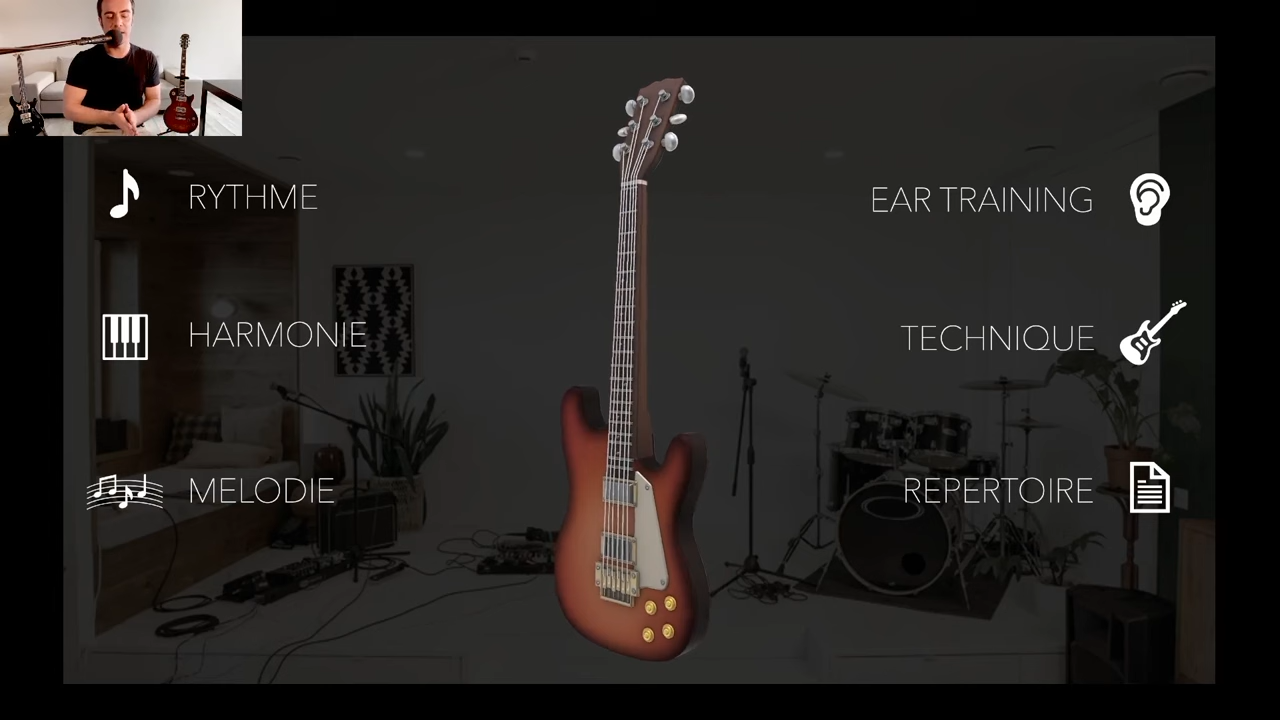 RYTHME
HARMONIE
MELODIE
EAR TRAINING
TECHNIQUE
REPERTOIRE